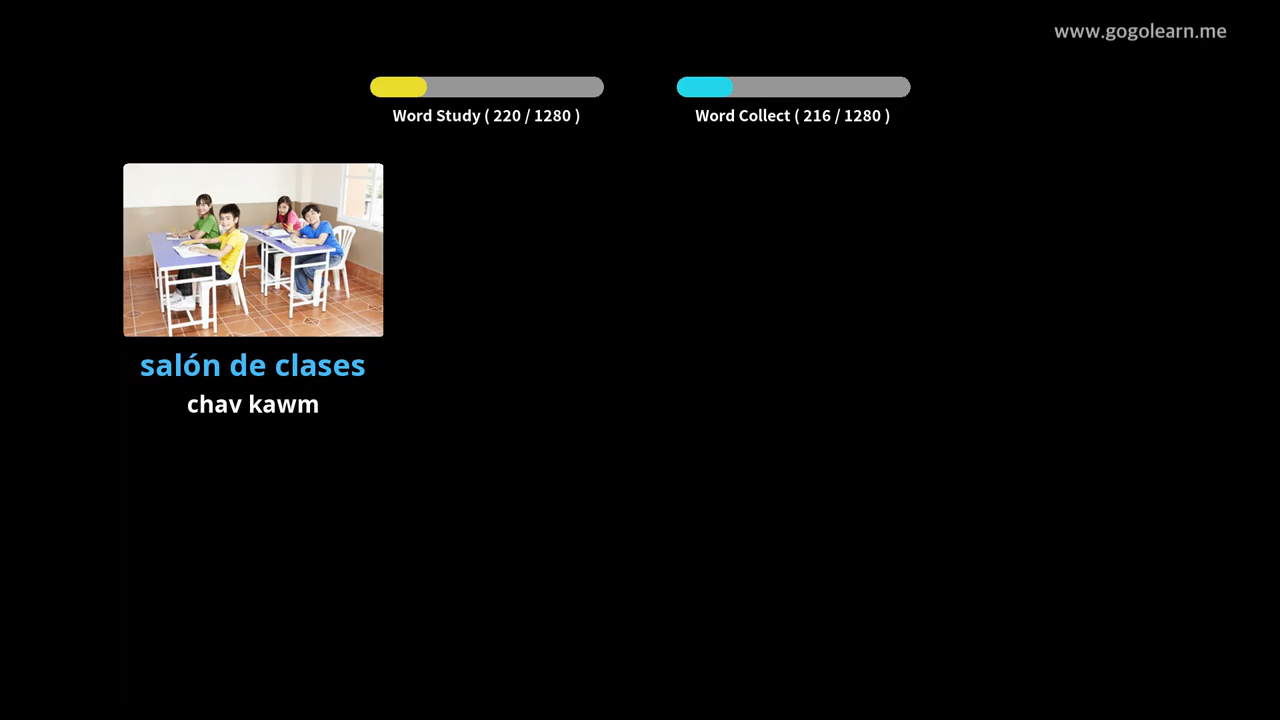 www.gogolearn.me
Word Study ( 220 / 1280 )
Word Collect ( 216 / 1280 )
salón de clases
chav kawm